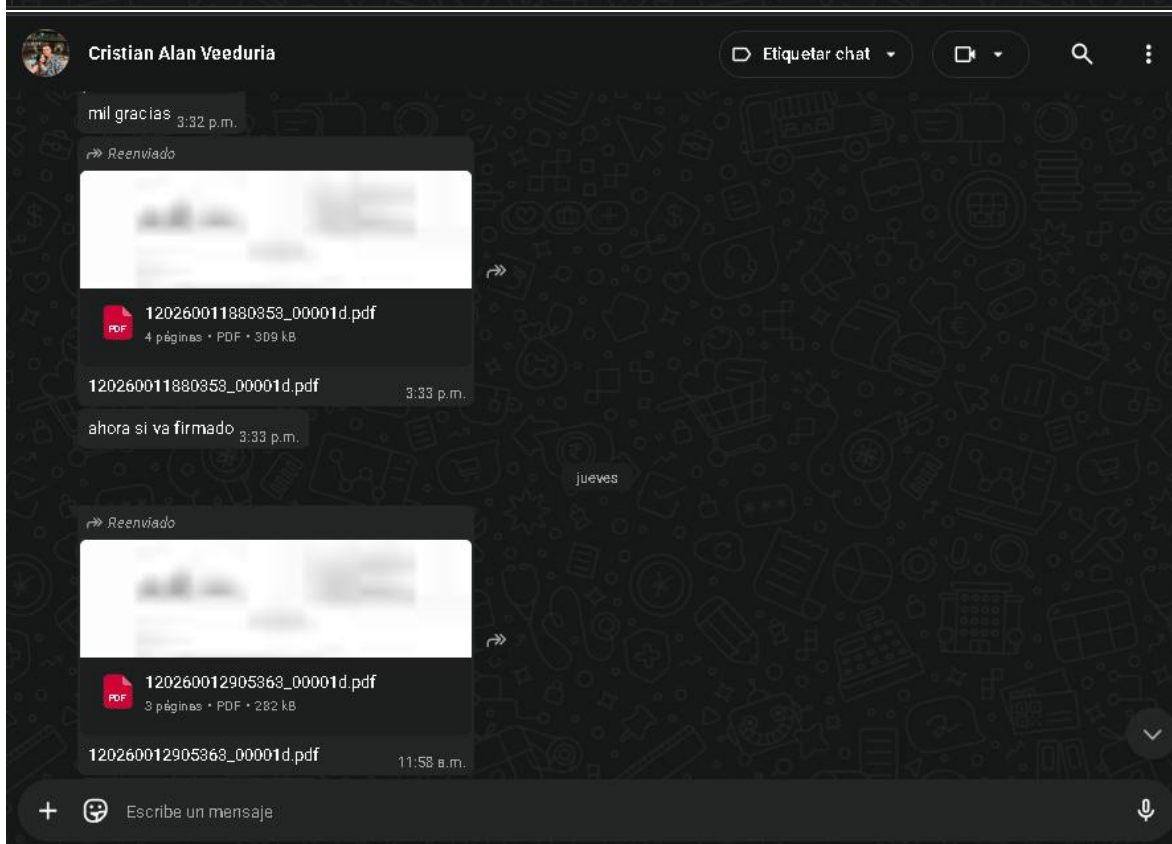 Cristian Alan Veeduria
Etiquetar chat
mil gracias 3:32 p.m.
Reenviado
PDF
120260011880353_00001d.pdf
4 páginas • PDF • 309 kB
120260011880353_00001d.pdf
3:33 p.m.
ahora si va firmado 3:33 p.m.
jueves
Reenviado
PDF
120260012905363_00001d.pdf
3 páginas • PDF • 282 kB
120260012905363_00001d.pdf
11:58 a.m.
Escribe un mensaje